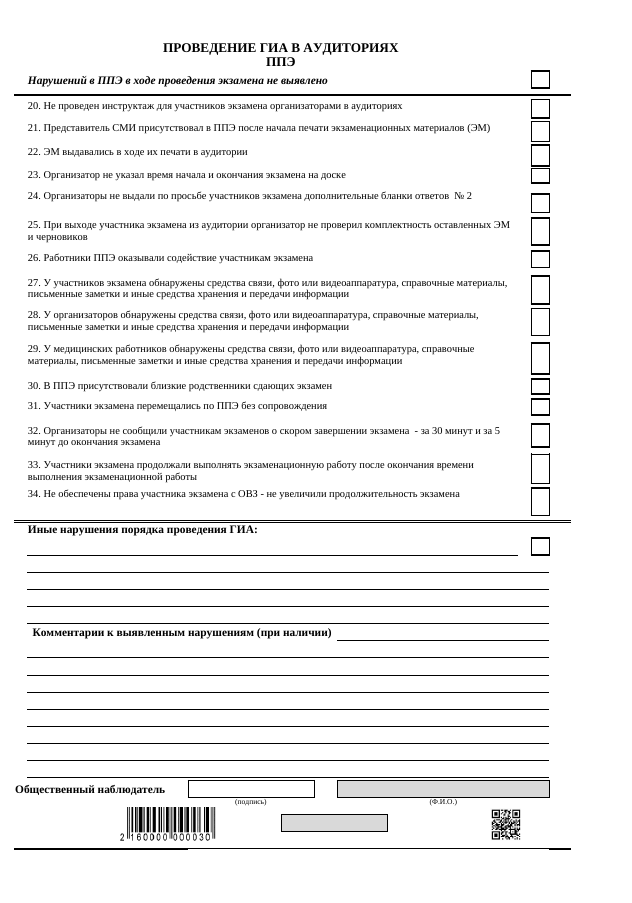 ПРОВЕДЕНИЕ ГИА В АУДИТОРИЯХ
ППЭ
Нарушений в ППЭ в ходе проведения экзамена не выявлено
20. Не проведен инструктаж для участников экзамена организаторами в аудиториях
21. Представитель СМИ присутствовал в ППЭ после начала печати экзаменационных материалов (ЭМ)
22. ЭМ выдавались в ходе их печати в аудитории
23. Организатор не указал время начала и окончания экзамена на доске
24. Организаторы не выдали по просьбе участников экзамена дополнительные бланки ответов № 2
25. При выходе участника экзамена из аудитории организатор не проверил комплектность оставленных ЭМ
и черновиков
26. Работники ППЭ оказывали содействие участникам экзамена
27. У участников экзамена обнаружены средства связи, фото или видеоаппаратура, справочные материалы,
письменные заметки и иные средства хранения и передачи информации
28. У организаторов обнаружены средства связи, фото или видеоаппаратура, справочные материалы,
письменные заметки и иные средства хранения и передачи информации
29. У медицинских работников обнаружены средства связи, фото или видеоаппаратура, справочные
материалы, письменные заметки и иные средства хранения и передачи информации
30. В ППЭ присутствовали близкие родственники сдающих экзамен
31. Участники экзамена перемещались по ППЭ без сопровождения
32. Организаторы не сообщили участникам экзаменов о скором завершении экзамена - за 30 минут и за 5
минут до окончания экзамена
33. Участники экзамена продолжали выполнять экзаменационную работу после окончания времени
выполнения экзаменационной работы
34. Не обеспечены права участника экзамена с ОВЗ - не увеличили продолжительность экзамена
Иные нарушения порядка проведения ГИА:
Комментарии к выявленным нарушениям (при наличии)
Общественный наблюдатель
(подпись) (Ф.И.О.)
2 160000 000030